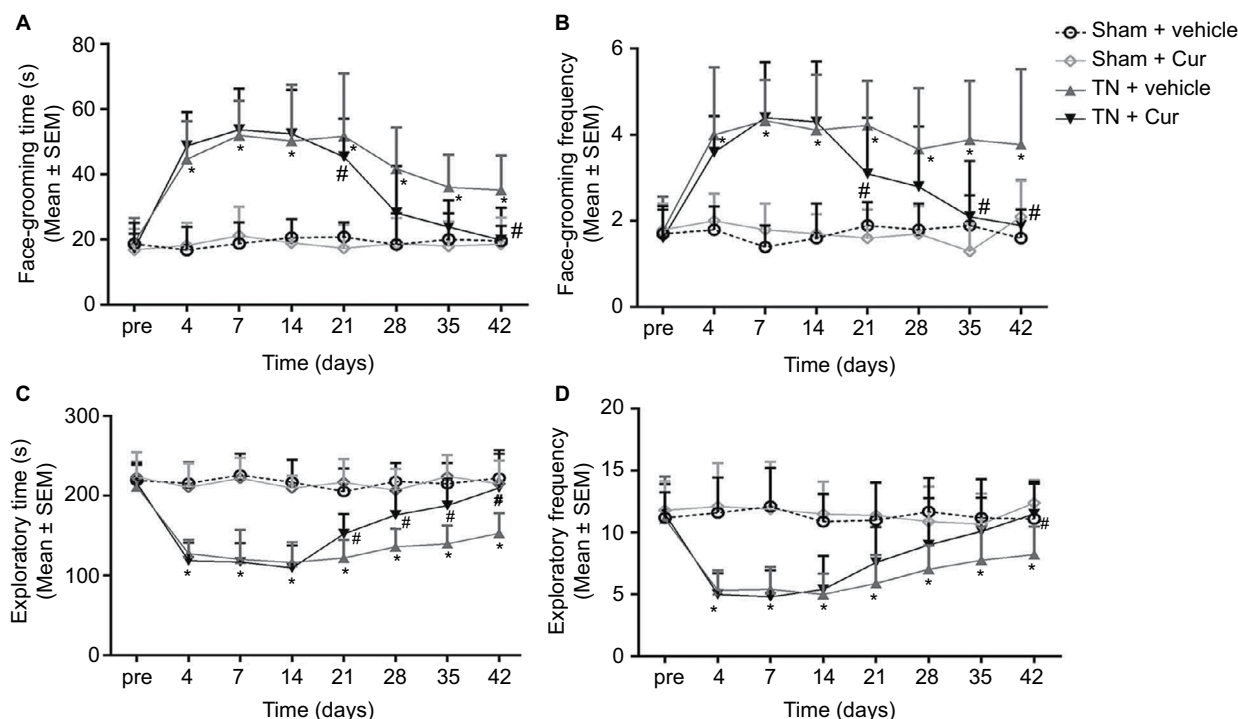 A
Face-grooming time (s)
(Mean ± SEM)
80
60
40
20
0
pre 4 7 14 21 28 35 42
Time (days)
* * * * * * *
# #
B
Face-grooming frequency
(Mean ± SEM)
6
4
2
0
pre 4 7 14 21 28 35 42
Time (days)
* * * * * * *
# # #
Sham + vehicle
Sham + Cur
TN + vehicle
TN + Cur
C
Exploratory time (s)
(Mean ± SEM)
300
200
100
0
pre 4 7 14 21 28 35 42
Time (days)
# # # #
* * * * * * *
D
Exploratory frequency
(Mean ± SEM)
20
15
10
5
0
pre 4 7 14 21 28 35 42
Time (days)
#
* * * * * * *